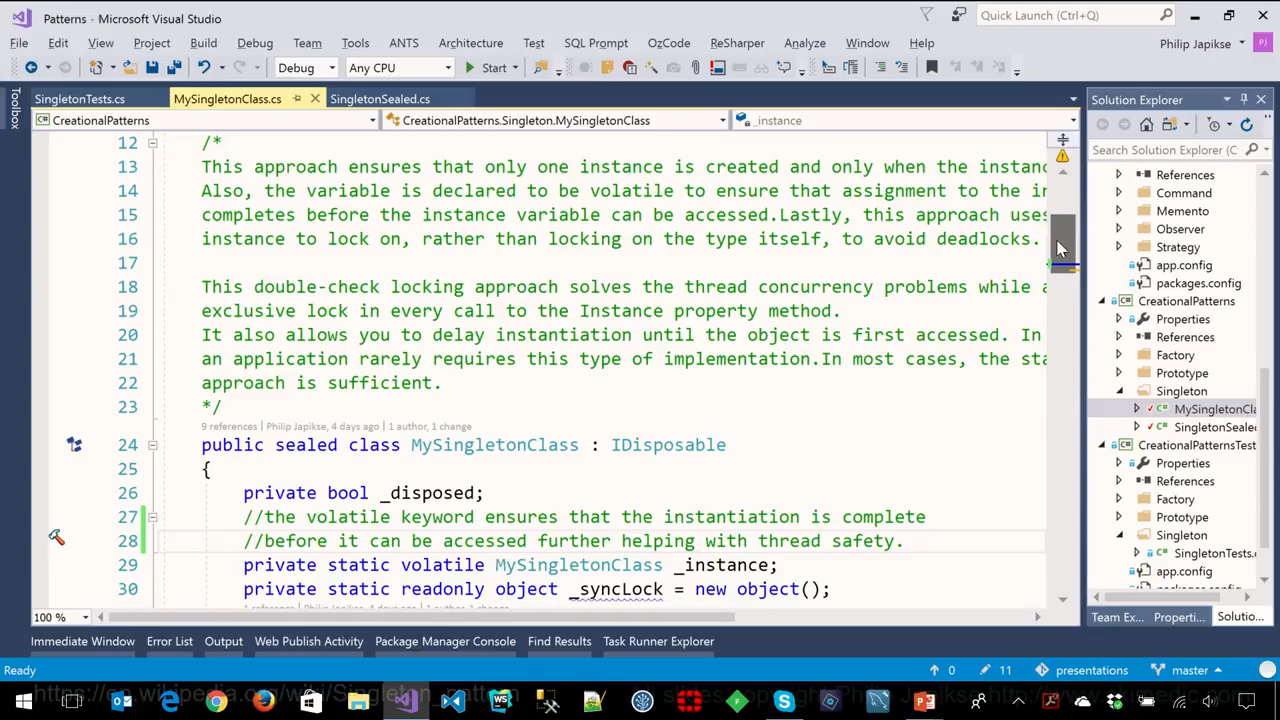 Patterns - Microsoft Visual Studio
Quick Launch (Ctrl+Q)
File Edit View Project Build Debug Team Tools ANTS Architecture Test SQL Prompt OzCode ReSharper Analyze Window Help
Philip Japikse PJ
Debug Any CPU Start
Toolbox
SingletonTests.cs MySingletonClass.cs SingletonSealed.cs
CreationalPatterns CreationalPatterns.Singleton.MySingletonClass _instance
12 /*
13 This approach ensures that only one instance is created and only when the instanc
14 Also, the variable is declared to be volatile to ensure that assignment to the in
15 completes before the instance variable can be accessed.Lastly, this approach uses
16 instance to lock on, rather than locking on the type itself, to avoid deadlocks.
17
18 This double-check locking approach solves the thread concurrency problems while a
19 exclusive lock in every call to the Instance property method.
20 It also allows you to delay instantiation until the object is first accessed. In
21 an application rarely requires this type of implementation.In most cases, the sta
22 approach is sufficient.
23 */
9 references | Philip Japikse, 4 days ago | 1 author, 1 change
24 public sealed class MySingletonClass : IDisposable
25 {
26 private bool _disposed;
27 //the volatile keyword ensures that the instantiation is complete
28 //before it can be accessed further helping with thread safety.
29 private static volatile MySingletonClass _instance;
30 private static readonly object _syncLock = new object();
100 %
Solution Explorer
Search Solution Explorer (C
References
Command
Memento
Observer
Strategy
app.config
packages.config
CreationalPatterns
Properties
References
Factory
Prototype
Singleton
MySingletonCla
SingletonSealed
CreationalPatternsTest
Properties
References
Factory
Prototype
Singleton
SingletonTests.c
app.config
Team Ex... Properti... Solutio...
Immediate Window Error List Output Web Publish Activity Package Manager Console Find Results Task Runner Explorer
Ready 0 11 presentations master